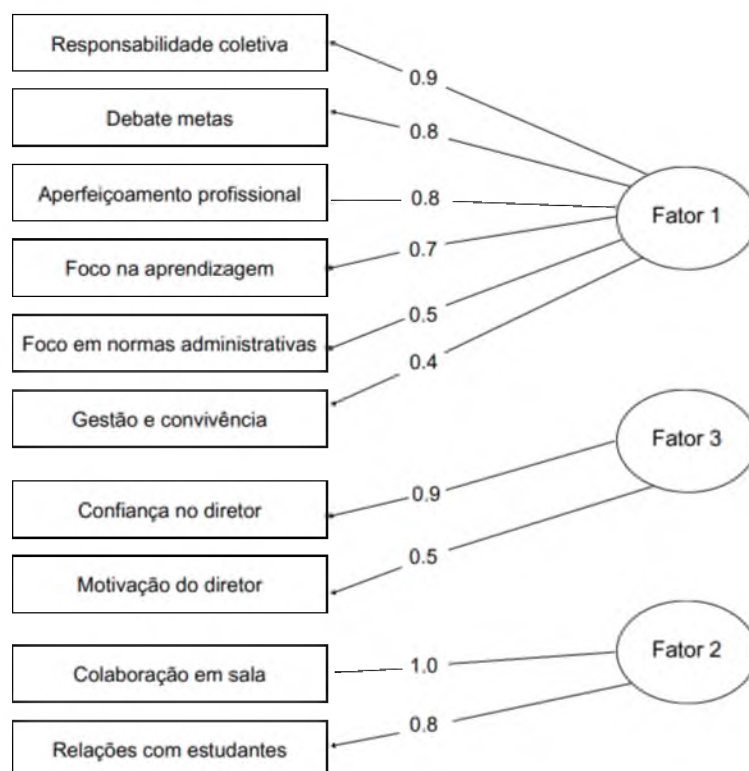 Responsabilidade coletiva
0.9
Debate metas
0.8
Aperfeiçoamento profissional
0.8
Fator 1
Foco na aprendizagem
0.7
Foco em normas administrativas
0.5
Gestão e convivência
0.4
Confiança no diretor
0.9
Fator 3
Motivação do diretor
0.5
Colaboração em sala
1.0
Fator 2
Relações com estudantes
0.8